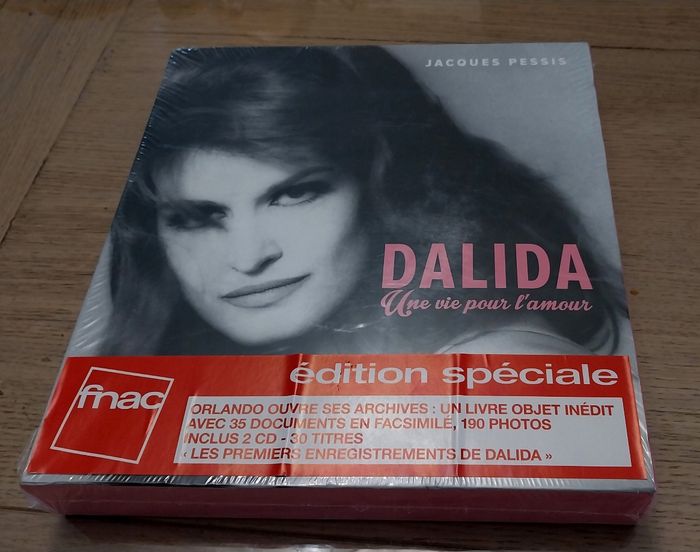 JACQUES PESSIS
DALIDA
Une vie pour l'amour
fnac
édition spéciale
ORLANDO OUVRE SES ARCHIVES : UN LIVRE OBJET INÉDIT
AVEC 35 DOCUMENTS EN FACSIMILÉ, 190 PHOTOS
INCLUS 2 CD - 30 TITRES
« LES PREMIERS ENREGISTREMENTS DE DALIDA »